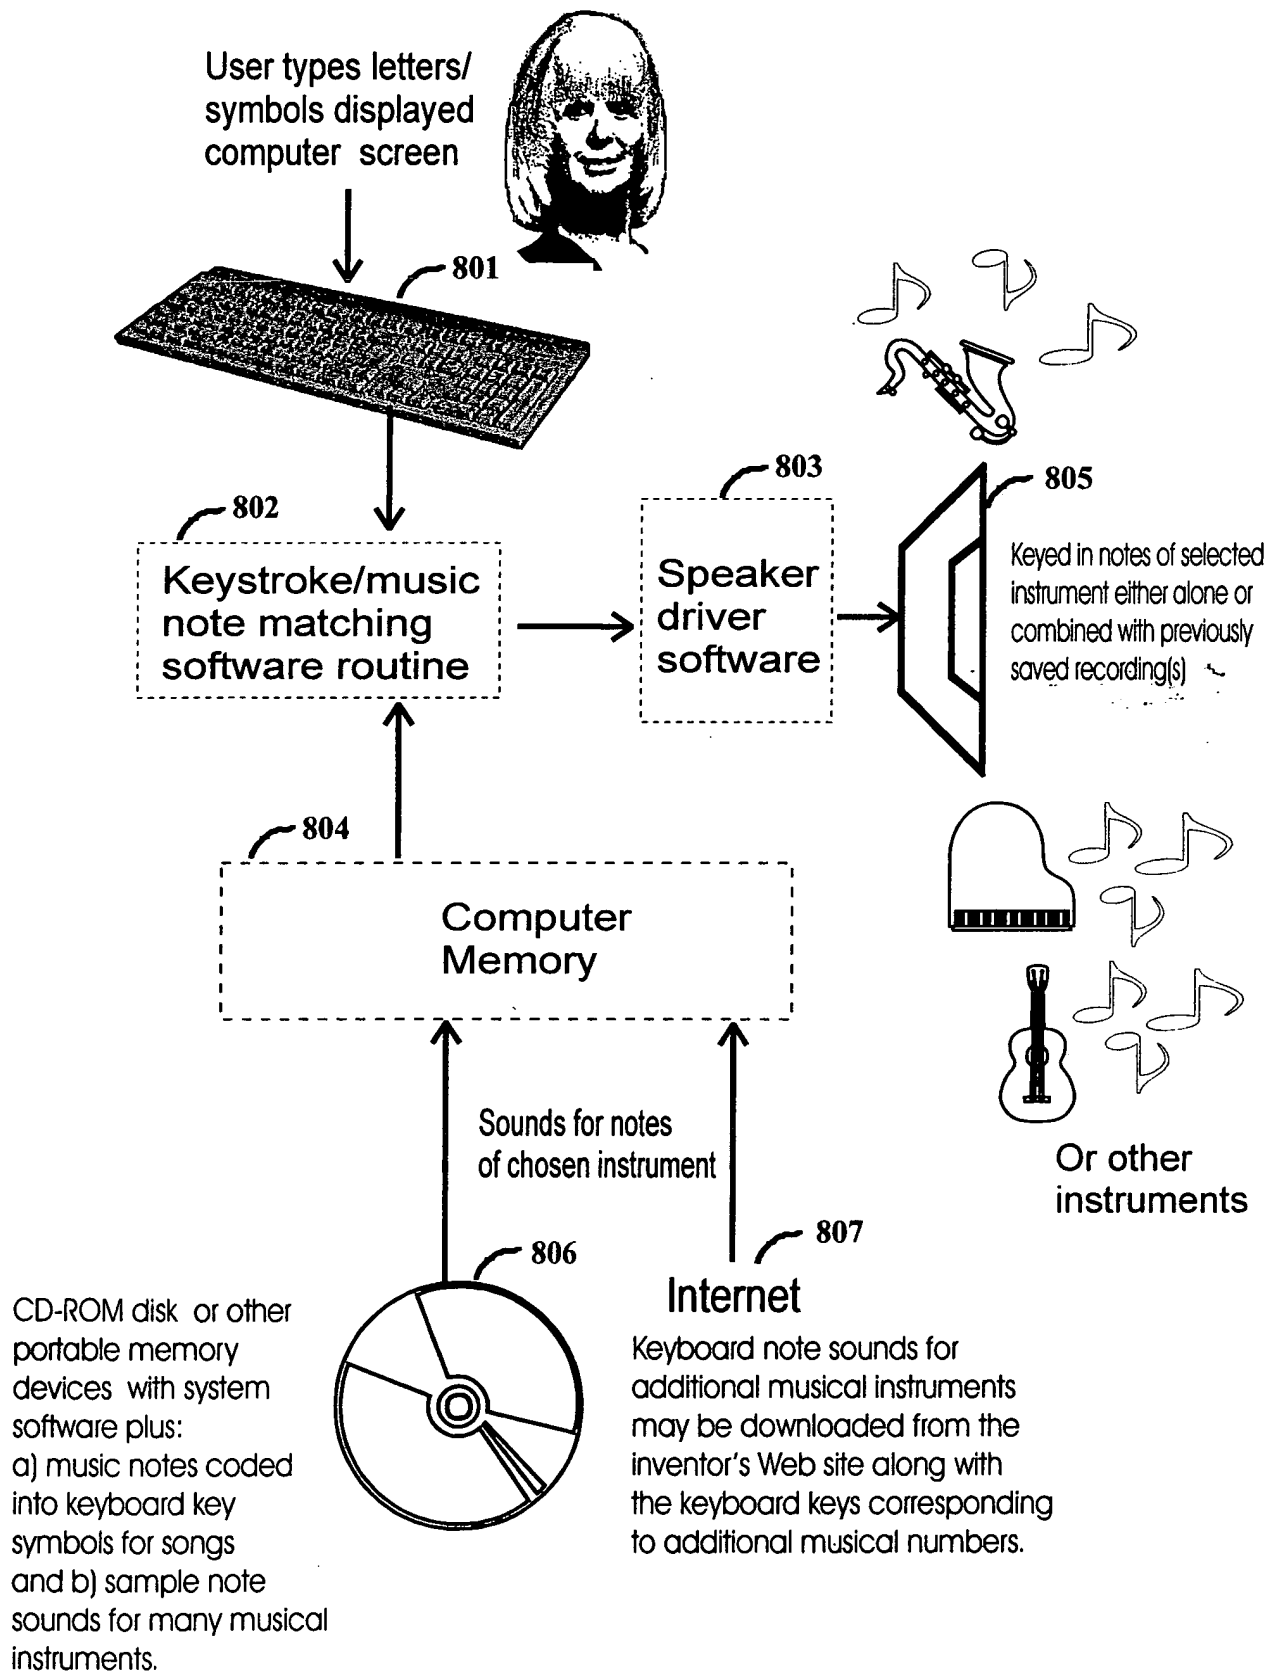 User types letters/
symbols displayed
computer screen
801
802
Keystroke/music
note matching
software routine
803
Speaker
driver
software
805
Keyed in notes of selected
instrument either alone or
combined with previously
saved recording(s)
804
Computer
Memory
Sounds for notes
of chosen instrument
Or other
instruments
806
CD-ROM disk or other
portable memory
devices with system
software plus:
a) music notes coded
into keyboard key
symbols for songs
and b) sample note
sounds for many musical
instruments.
807
Internet
Keyboard note sounds for
additional musical instruments
may be downloaded from the
inventor's Web site along with
the keyboard keys corresponding
to additional musical numbers.